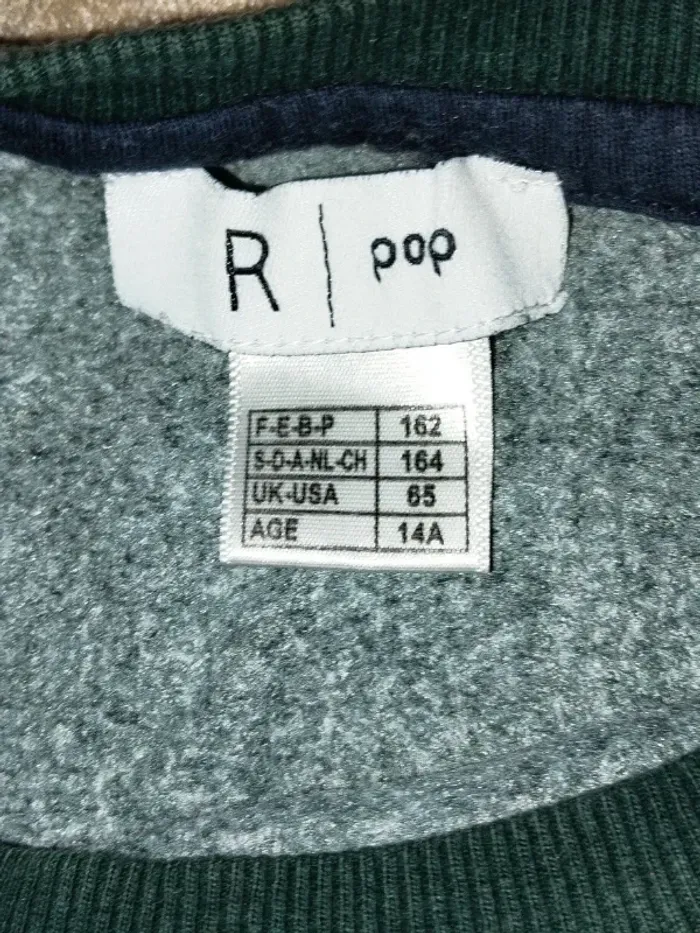 R | pop
F-E-B-P 162
S-D-A-NL-CH 164
UK-USA 65
AGE 14A